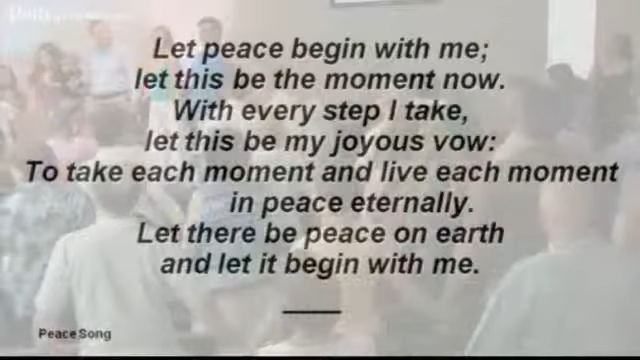 Let peace begin with me;
let this be the moment now.
With every step I take,
let this be my joyous vow:
To take each moment and live each moment
in peace eternally.
Let there be peace on earth
and let it begin with me.
Peace Song